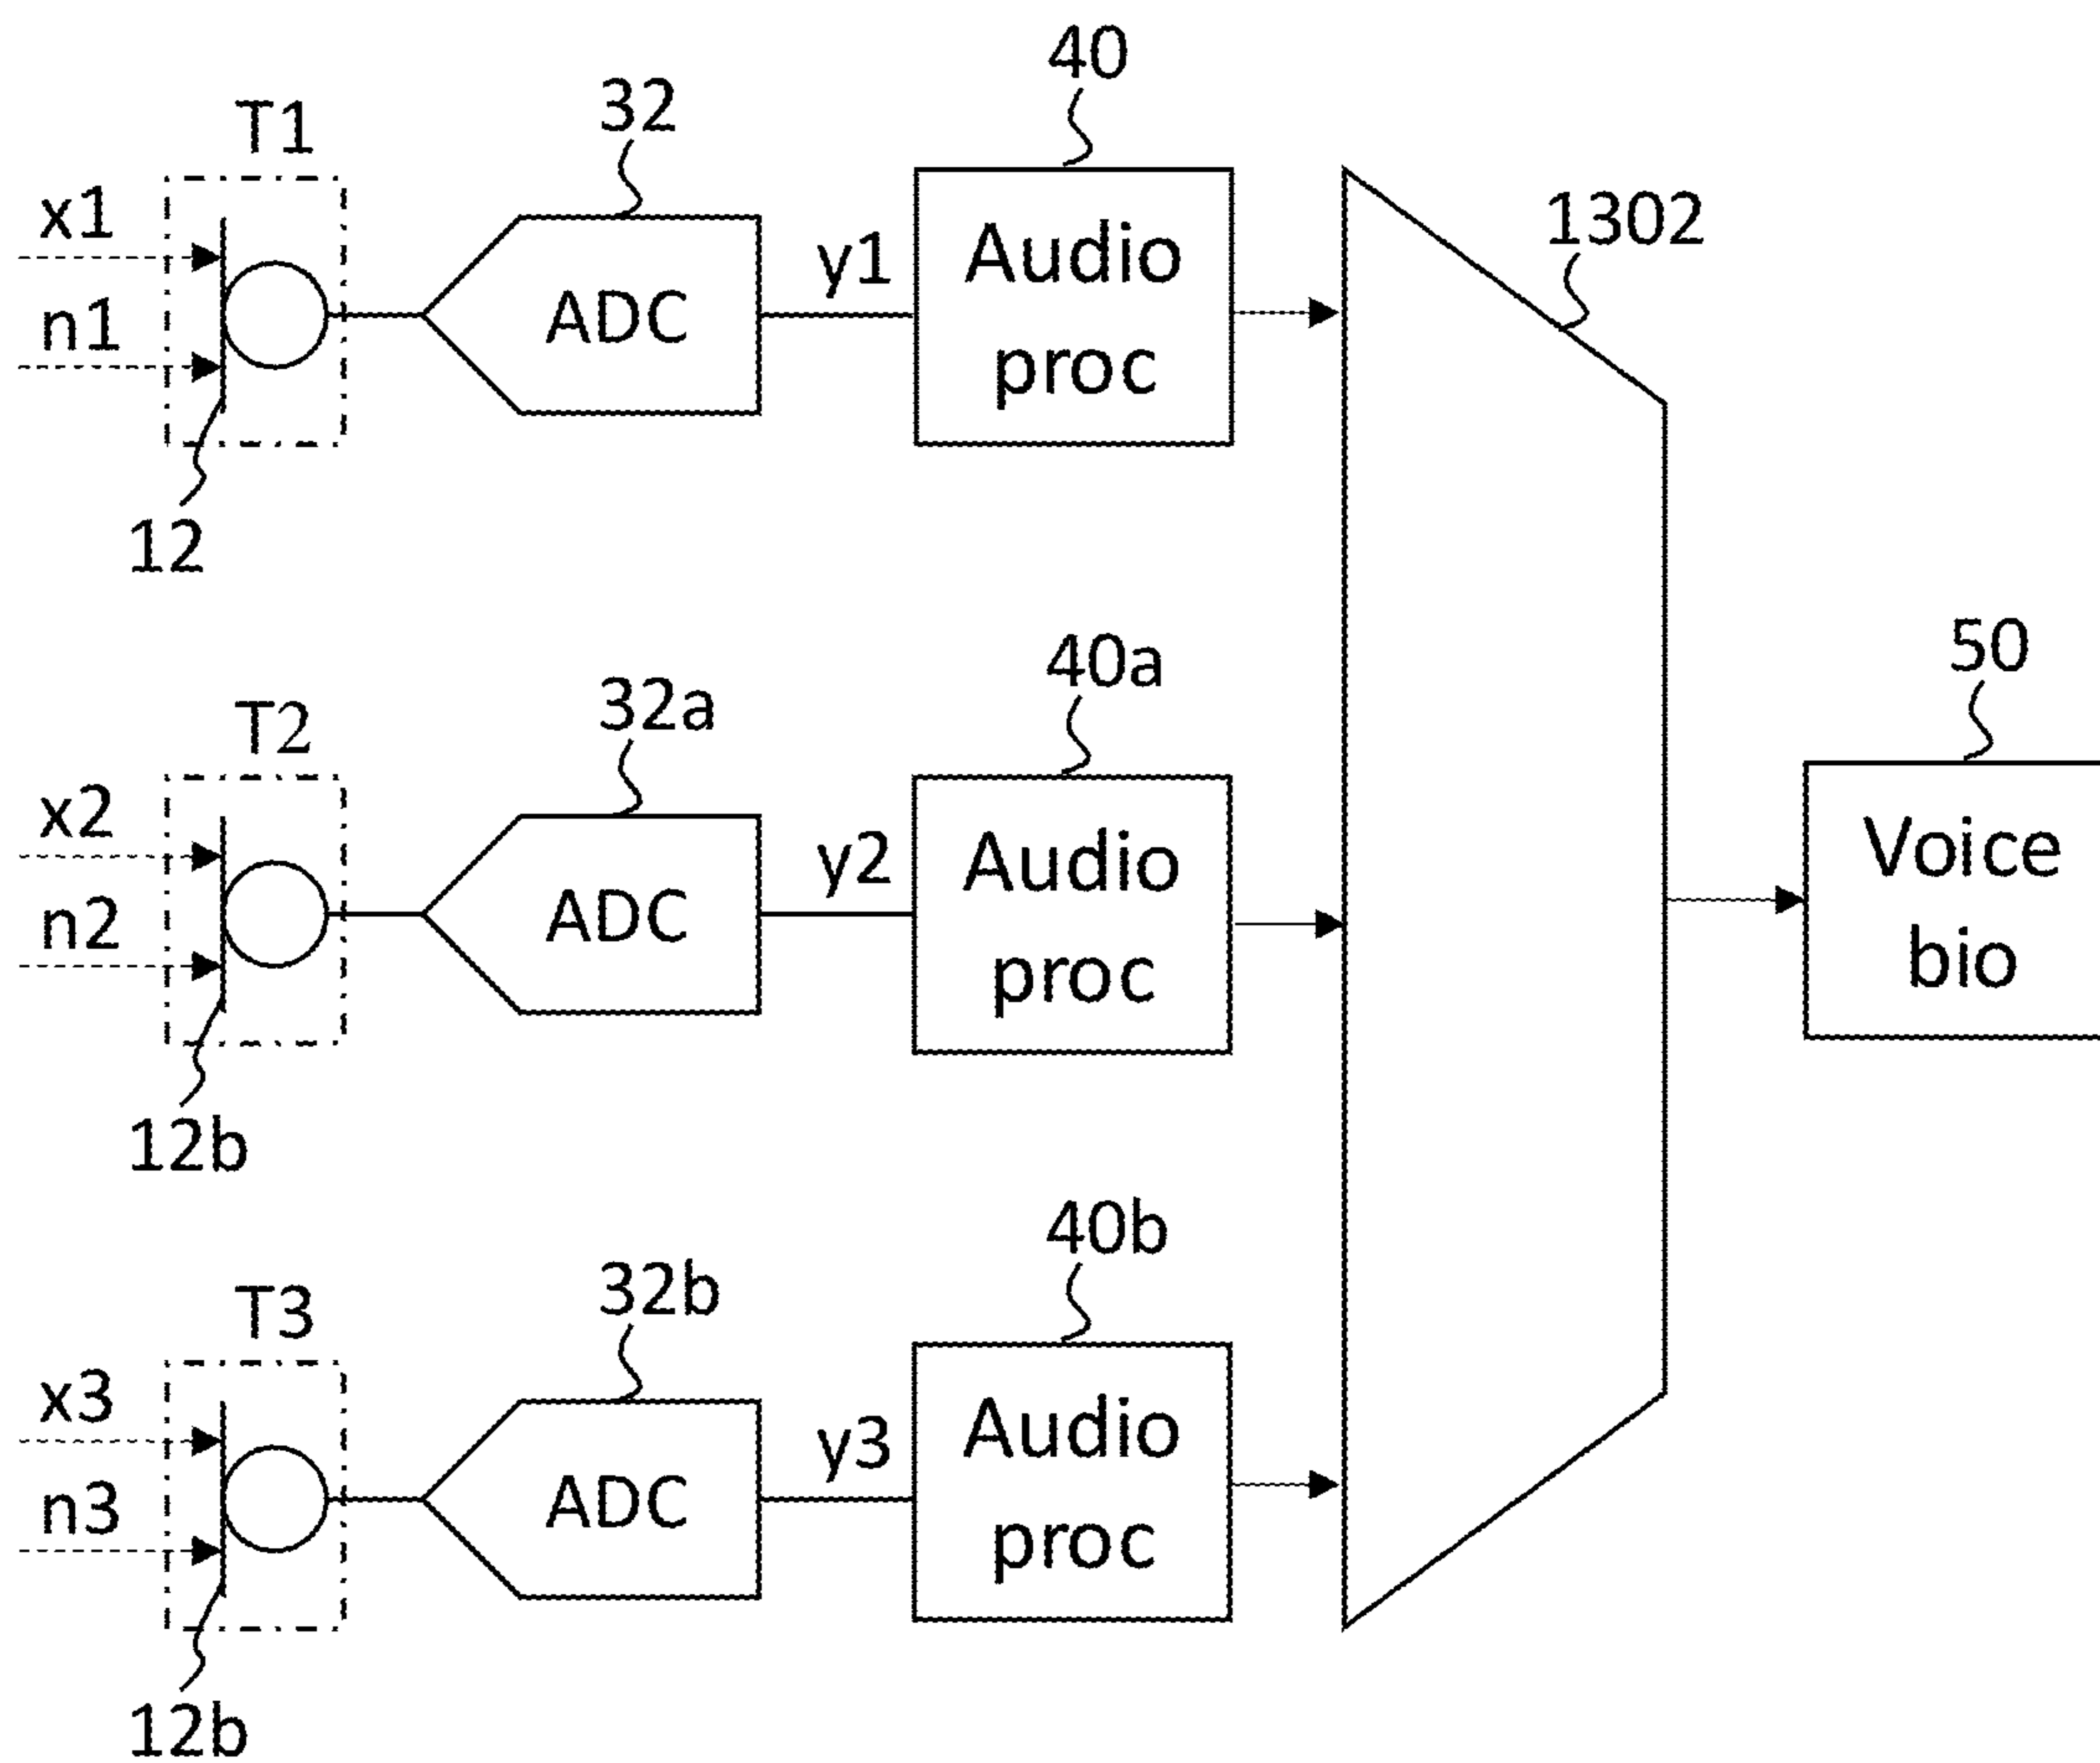 40
32
T1
x1
1302
y1
Audio
proc
ADC
n1
12
40a
50
32a
T2
x2
y2
Audio
proc
Voice
bio
ADC
n2
12b
40b
32b
T3
x3
y3
Audio
proc
ADC
n3
12b